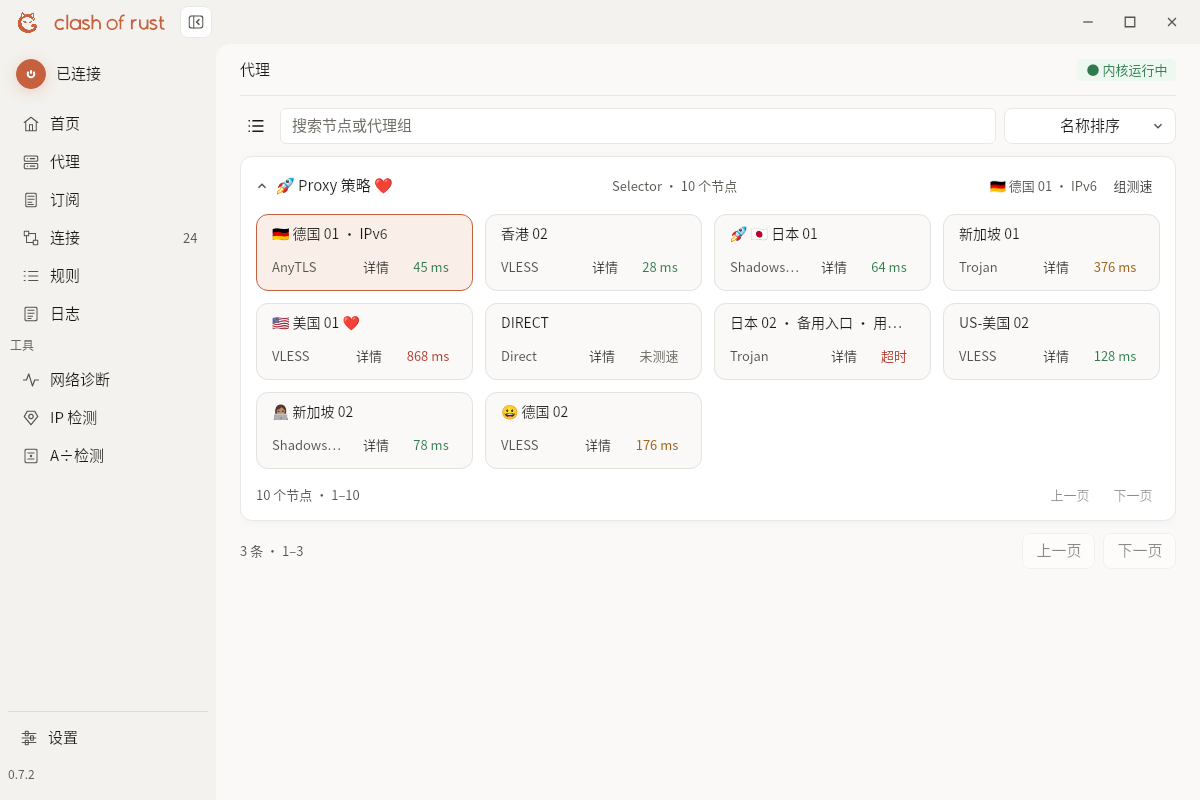 clash of rust
已连接
首页
代理
订阅
连接 24
规则
日志
工具
网络诊断
IP 检测
A÷检测
设置
0.7.2
代理
内核运行中
搜索节点或代理组
名称排序
🚀 Proxy 策略 ❤️ Selector · 10 个节点 🇩🇪 德国 01 · IPv6 组测速
🇩🇪 德国 01 · IPv6
AnyTLS 详情 45 ms
香港 02
VLESS 详情 28 ms
🚀 🇯🇵 日本 01
Shadows… 详情 64 ms
新加坡 01
Trojan 详情 376 ms
🇺🇸 美国 01 ❤️
VLESS 详情 868 ms
DIRECT
Direct 详情 未测速
日本 02 · 备用入口 · 用…
Trojan 详情 超时
US-美国 02
VLESS 详情 128 ms
👩🏽‍💻 新加坡 02
Shadows… 详情 78 ms
😀 德国 02
VLESS 详情 176 ms
10 个节点 · 1–10 上一页 下一页
3 条 · 1–3 上一页 下一页